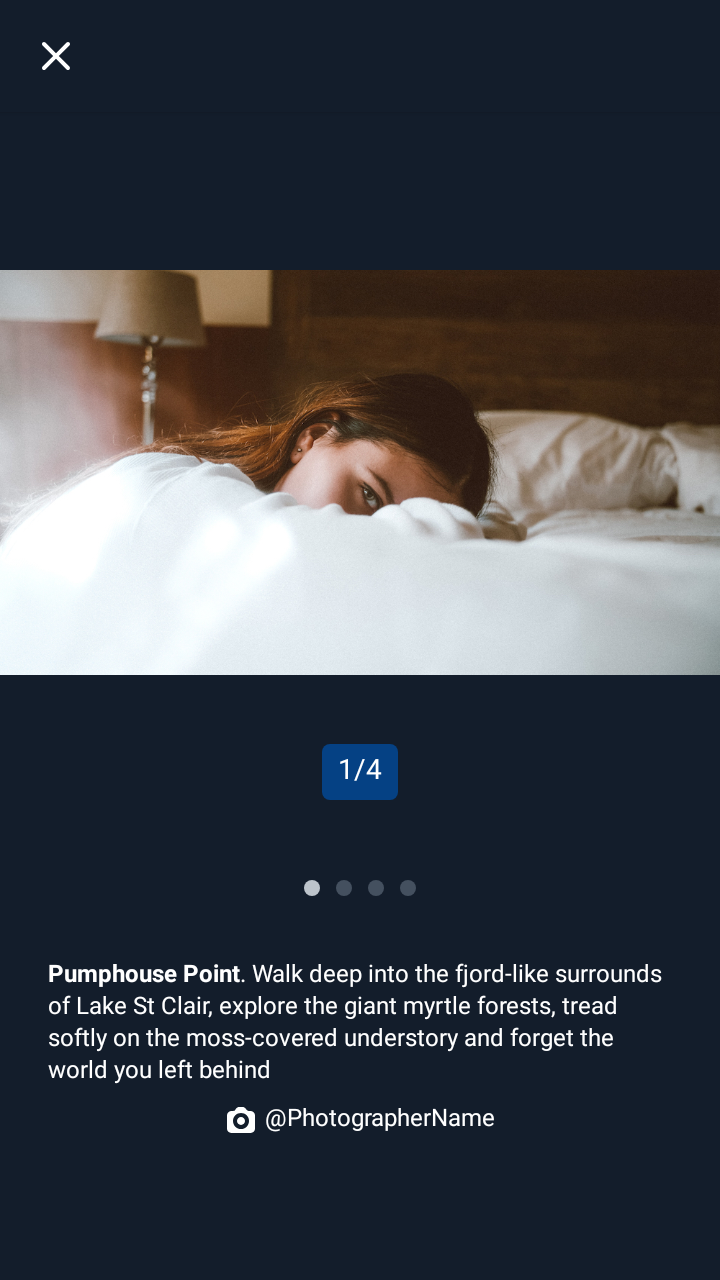 1/4
Pumphouse Point. Walk deep into the fjord-like surrounds
of Lake St Clair, explore the giant myrtle forests, tread
softly on the moss-covered understory and forget the
world you left behind
@PhotographerName